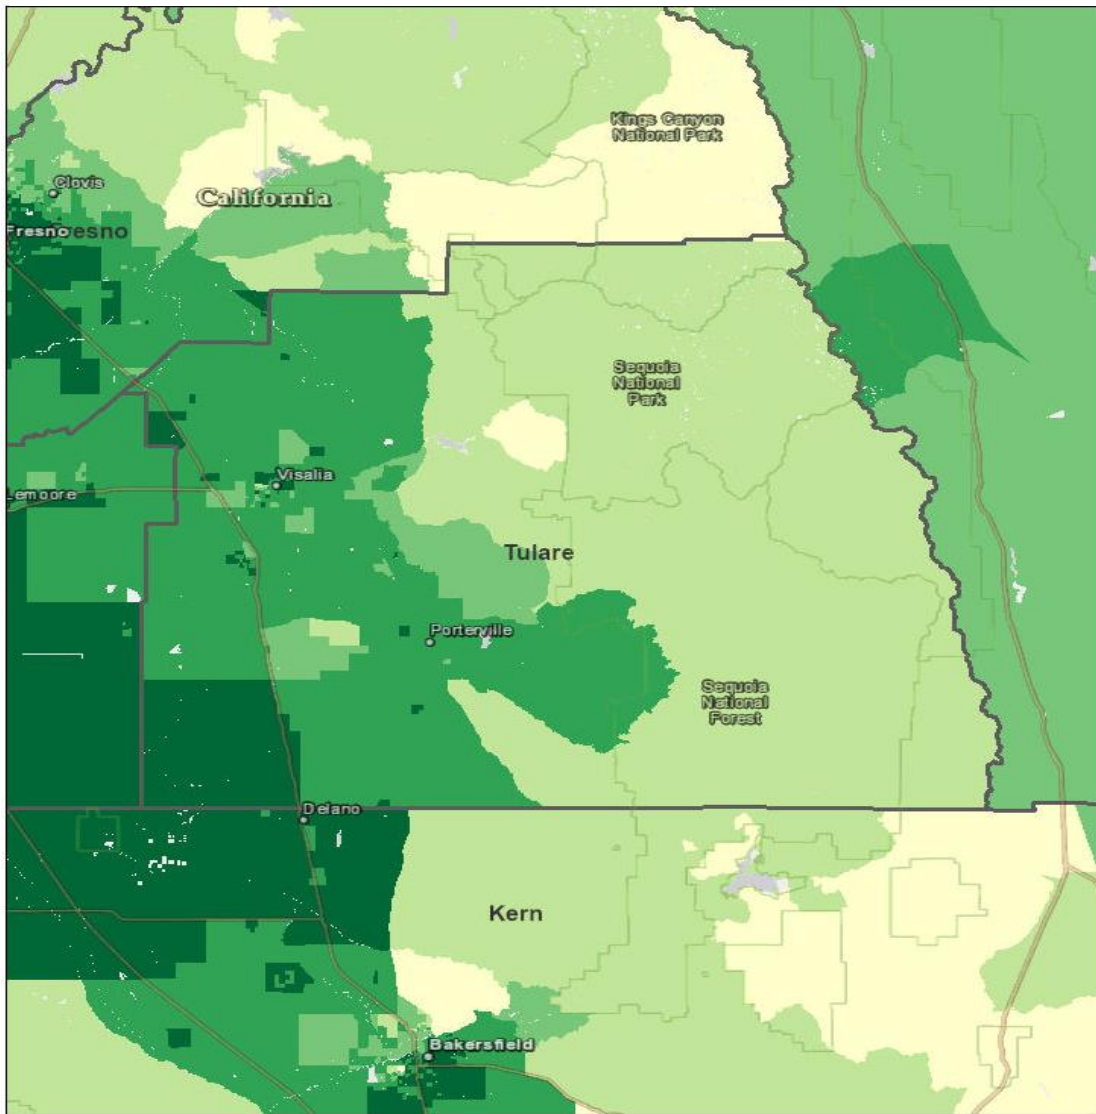 Kings Canyon
National Park
Clovis
California
Fresno
Sequoia
National
Park
Visalia
Lemoore
Tulare
Porterville
Sequoia
National
Forest
Delano
Kern
Bakersfield